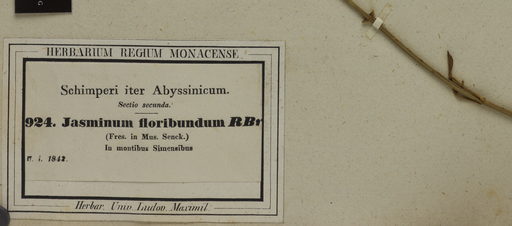 HERBARIUM REGIUM MONACENSE.
Schimperi iter Abyssinicum.
Sectio secunda.
924. Jasminum floribundum RBr
(Fres. in Mus. Senck.)
In montibus Simensibus
i. 1842.
Herbar. Univ. Ludov. Maximil.